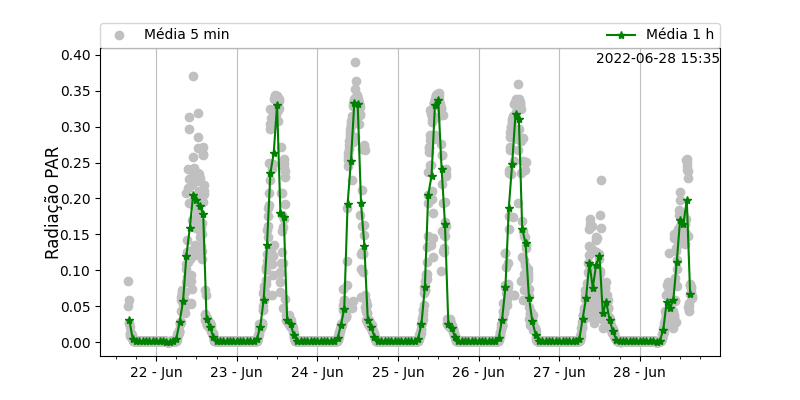 Média 5 min
Média 1 h
2022-06-28 15:35
Radiação PAR
0.40
0.35
0.30
0.25
0.20
0.15
0.10
0.05
0.00
22 - Jun
23 - Jun
24 - Jun
25 - Jun
26 - Jun
27 - Jun
28 - Jun